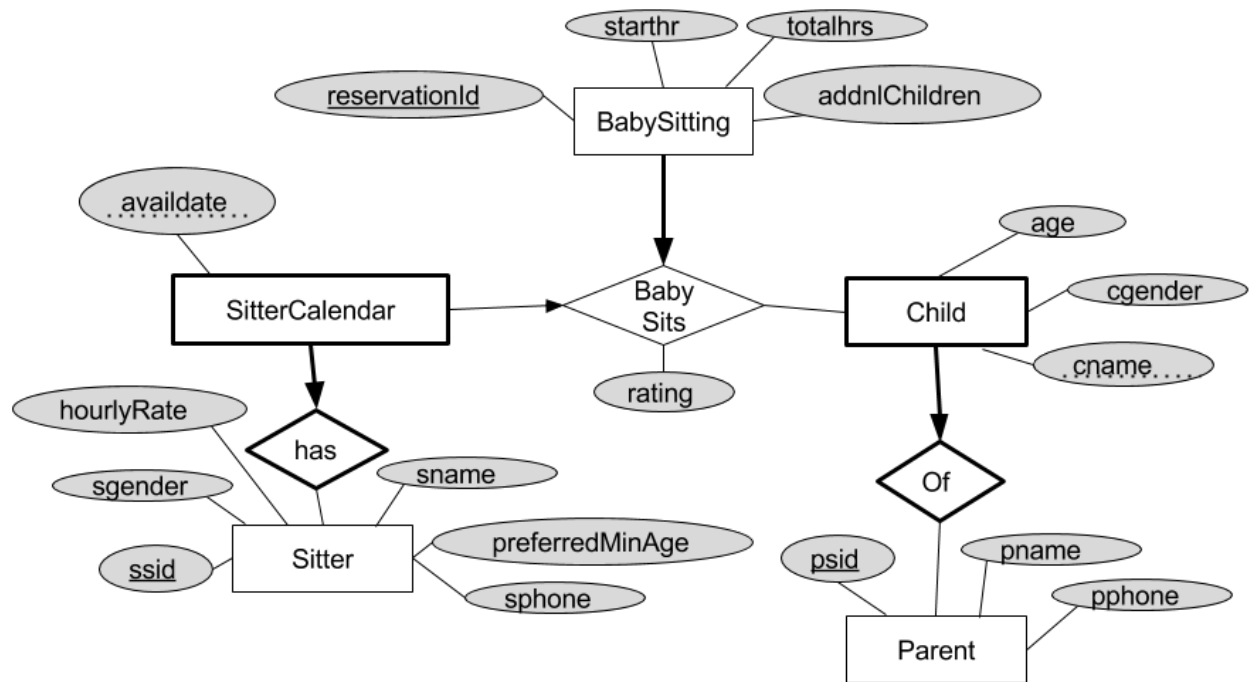 starthr
totalhrs
reservationId
addnlChildren
BabySitting
availdate
age
SitterCalendar
Baby
Sits
Child
cgender
cname
rating
hourlyRate
has
sname
sgender
Of
preferredMinAge
Sitter
ssid
psid
pname
sphone
pphone
Parent